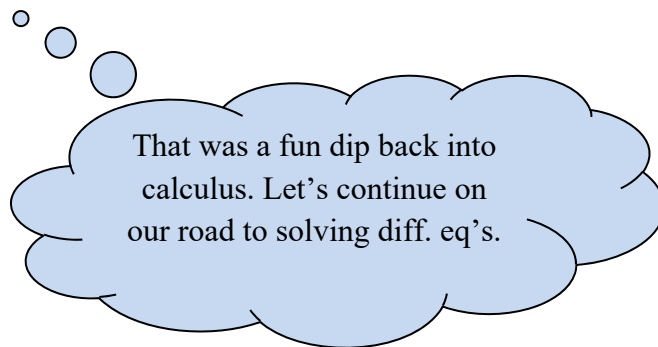 That was a fun dip back into
calculus. Let’s continue on
our road to solving diff. eq’s.